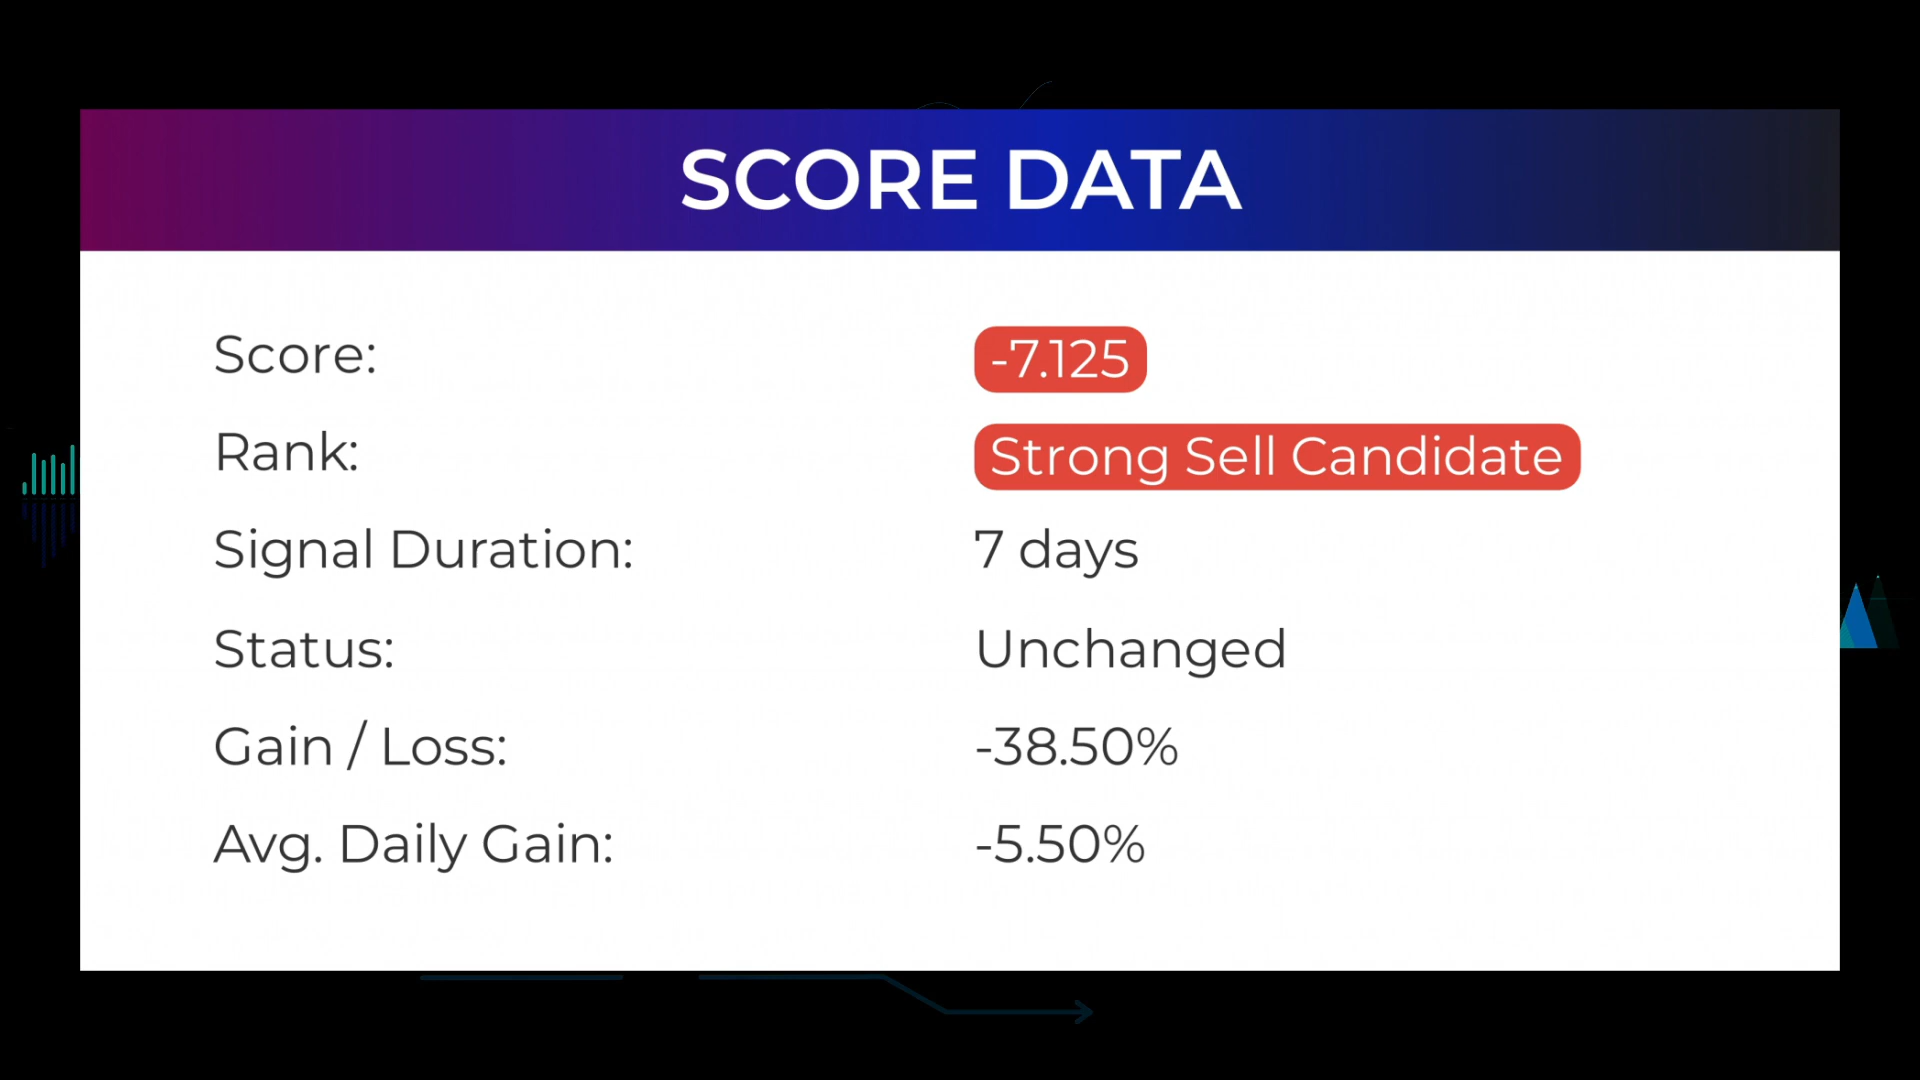 SCORE DATA
Score: -7.125
Rank: Strong Sell Candidate
Signal Duration: 7 days
Status: Unchanged
Gain / Loss: -38.50%
Avg. Daily Gain: -5.50%